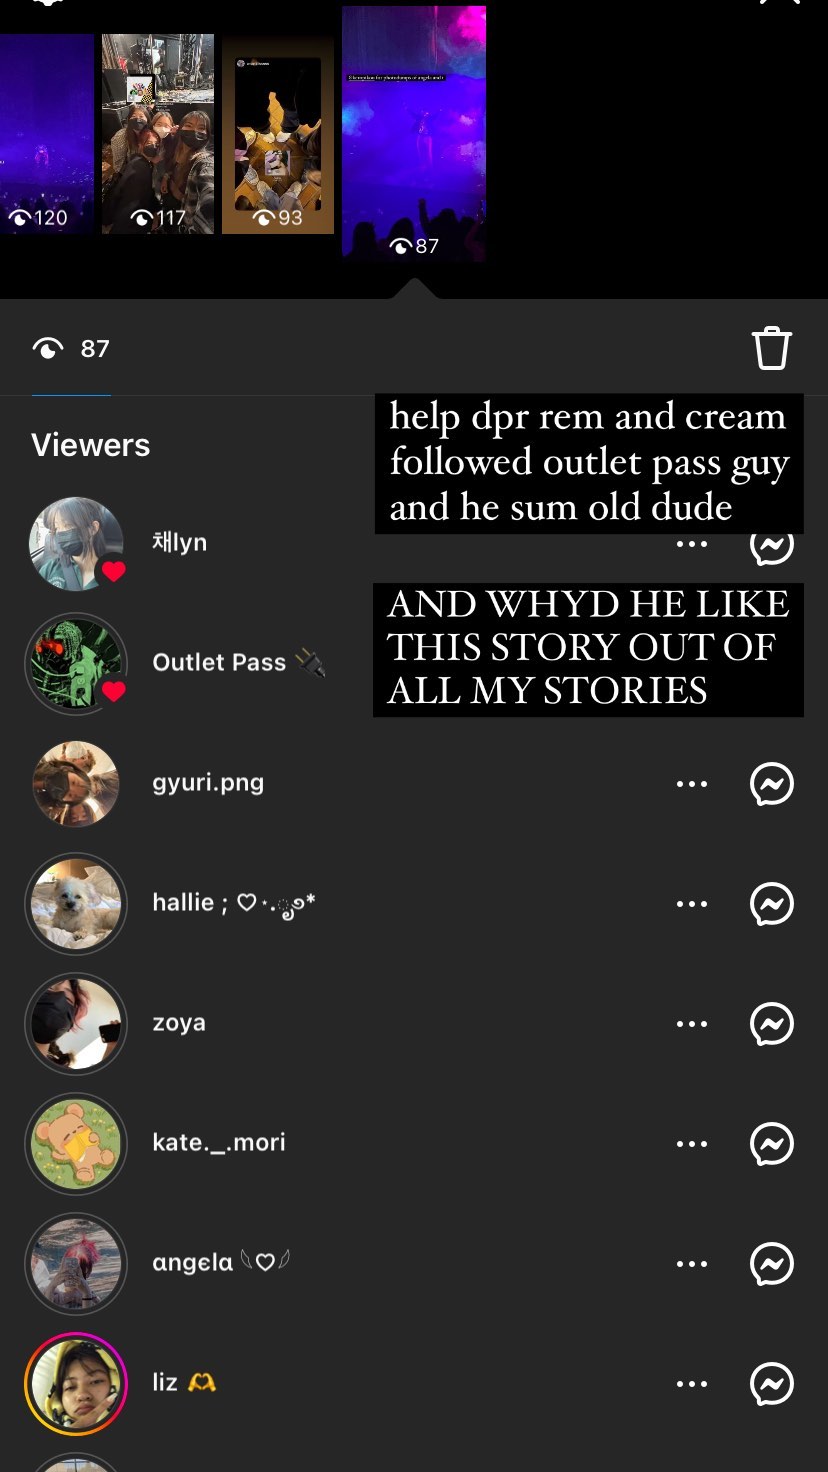 120
117
93
87
87
Viewers
help dpr rem and cream
followed outlet pass guy
and he sum old dude
채lyn
AND WHYD HE LIKE
THIS STORY OUT OF
ALL MY STORIES
Outlet Pass 🔌
gyuri.png
hallie ; ♡⋆.ೃ࿔*
zoya
kate._.mori
αngєlα 𓆩♡𓆪
liz 🫶